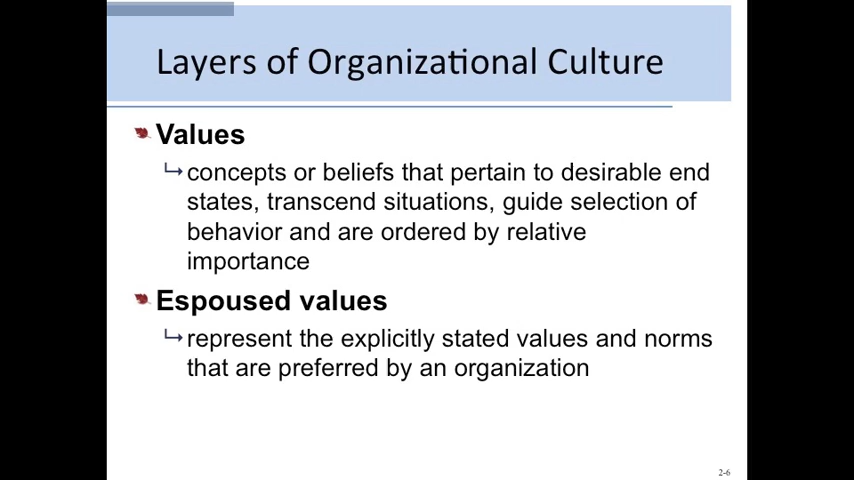 Layers of Organizational Culture
Values
concepts or beliefs that pertain to desirable end
states, transcend situations, guide selection of
behavior and are ordered by relative
importance
Espoused values
represent the explicitly stated values and norms
that are preferred by an organization
2-6